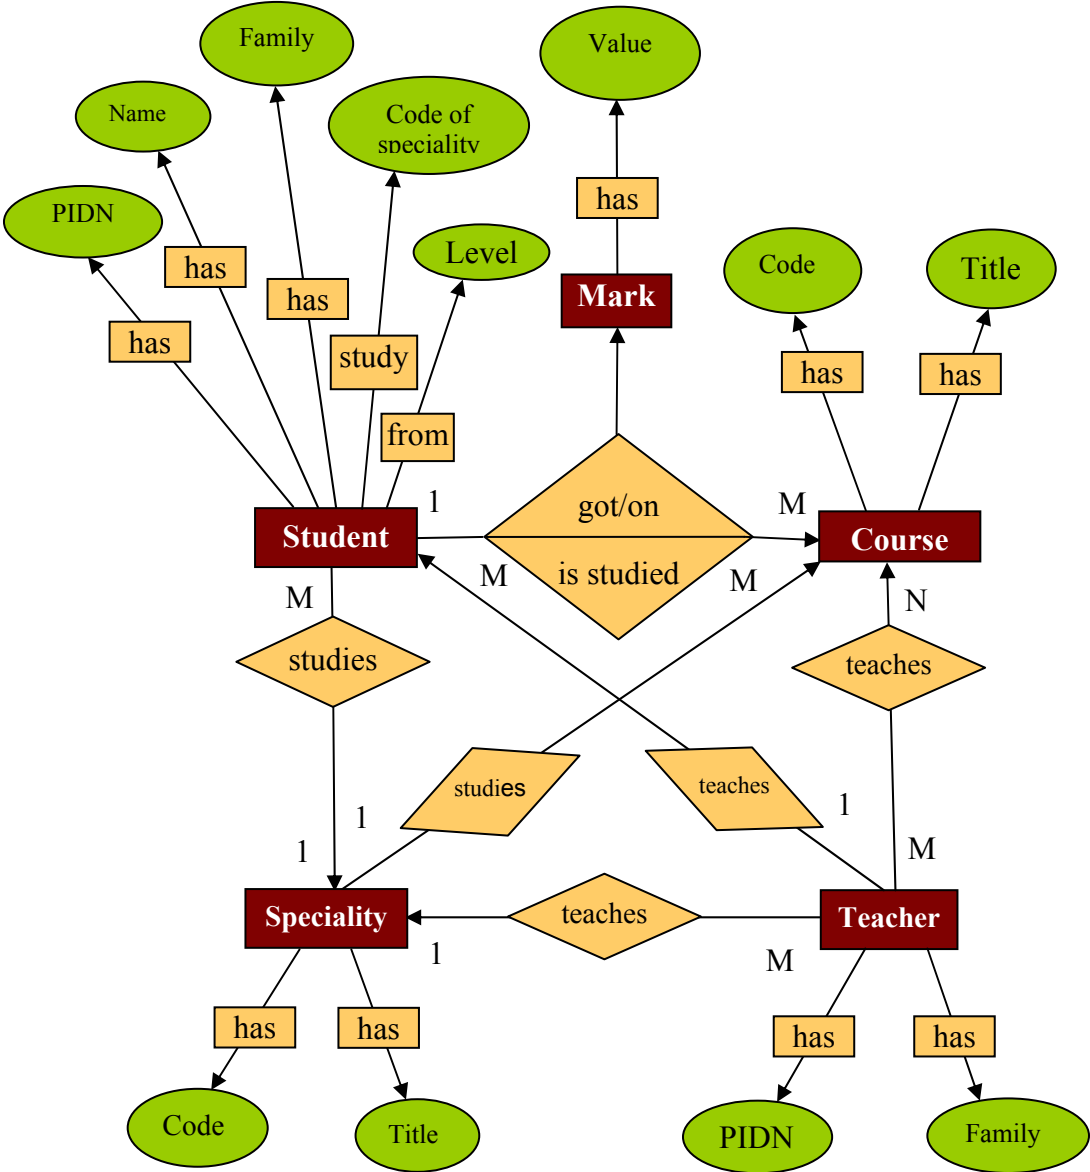 Family
Value
Name
Code of
speciality
PIDN
has
Level
Code
Title
has
has
Mark
has
study
has
has
has
from
1
got/on
M
Student
Course
M
is studied
M
M
N
studies
teaches
studies
teaches
1
1
1
M
Speciality
teaches
Teacher
1
M
has
has
has
has
Code
Title
PIDN
Family